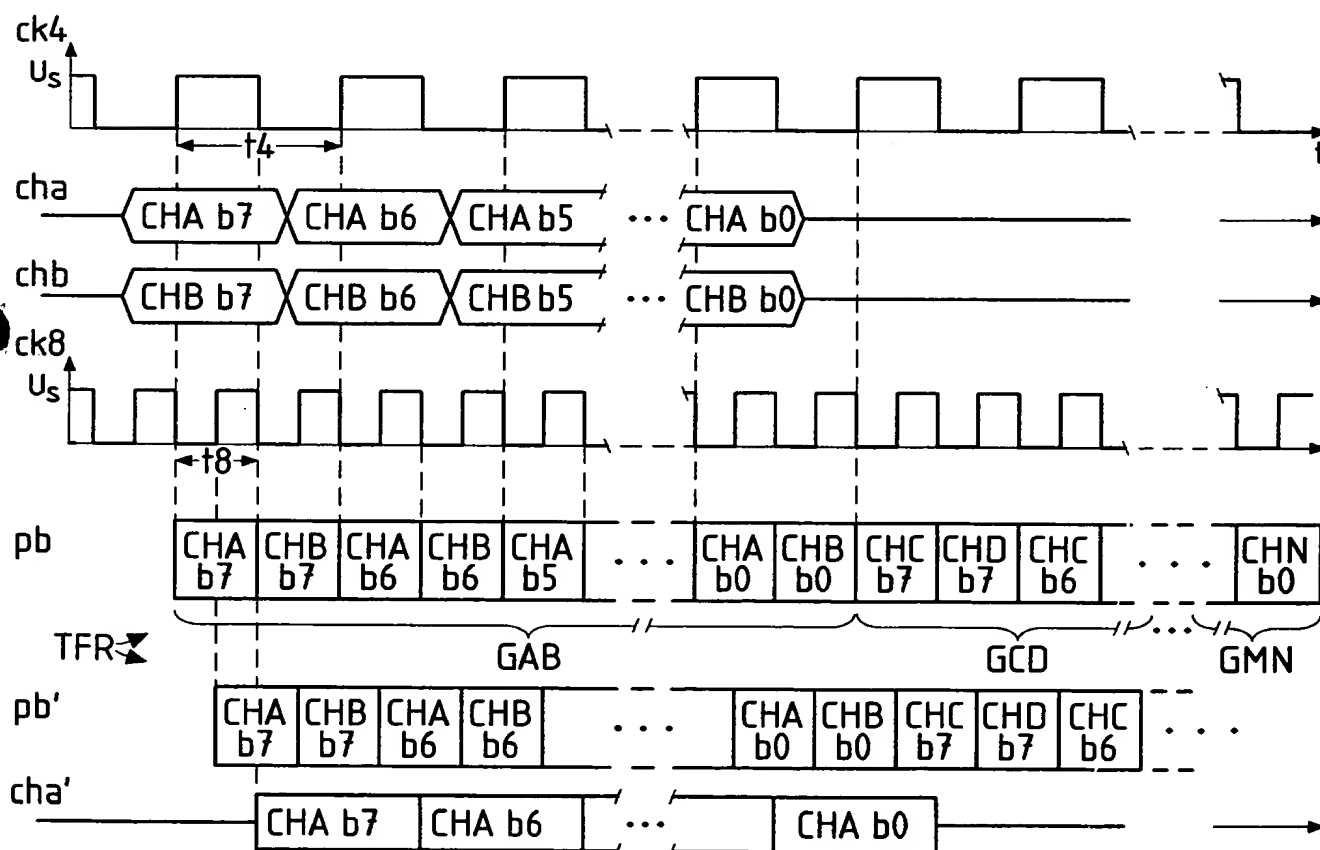 ck4
Us
t4
t
cha
CHA b7 CHA b6 CHA b5 ··· CHA b0
chb
CHB b7 CHB b6 CHB b5 ··· CHB b0
ck8
Us
t8
pb
CHA b7 CHB b7 CHA b6 CHB b6 CHA b5 ··· CHA b0 CHB b0 CHC b7 CHD b7 CHC b6 ··· CHN b0
TFR GAB GCD ··· GMN
pb'
CHA b7 CHB b7 CHA b6 CHB b6 ··· CHA b0 CHB b0 CHC b7 CHD b7 CHC b6 ···
cha'
CHA b7 CHA b6 ··· CHA b0